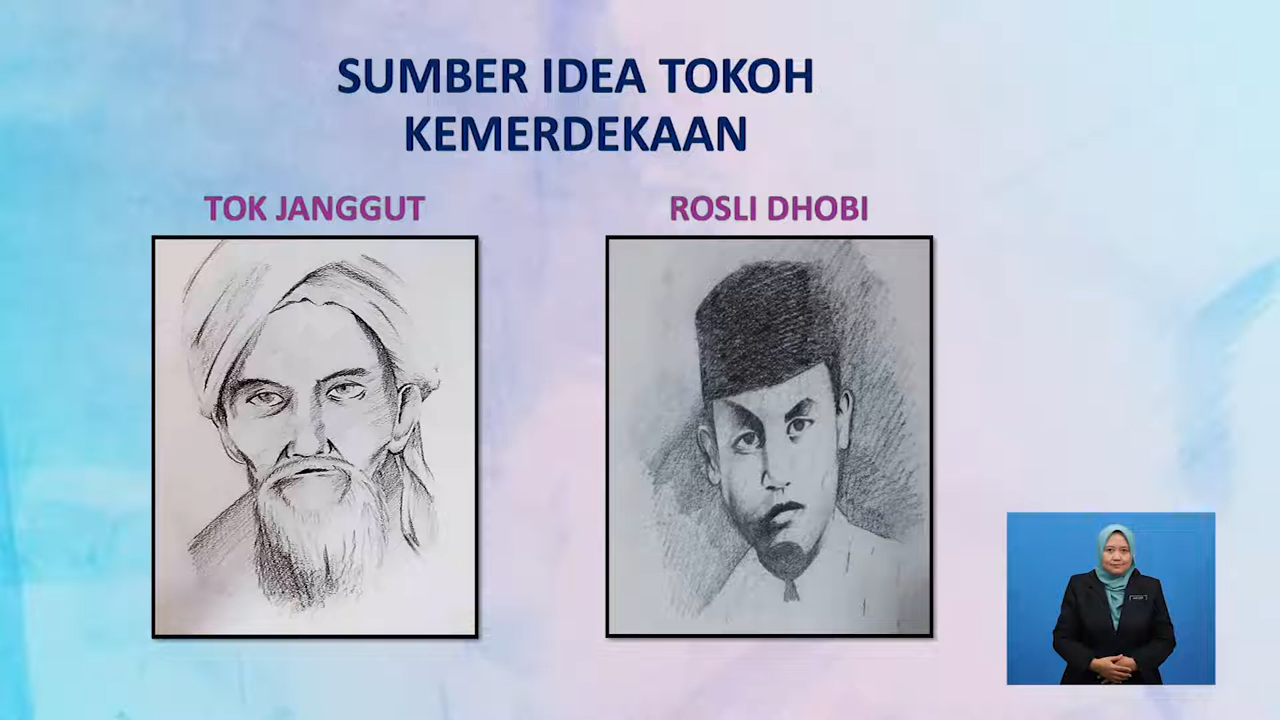 SUMBER IDEA TOKOH
KEMERDEKAAN
TOK JANGGUT
ROSLI DHOBI